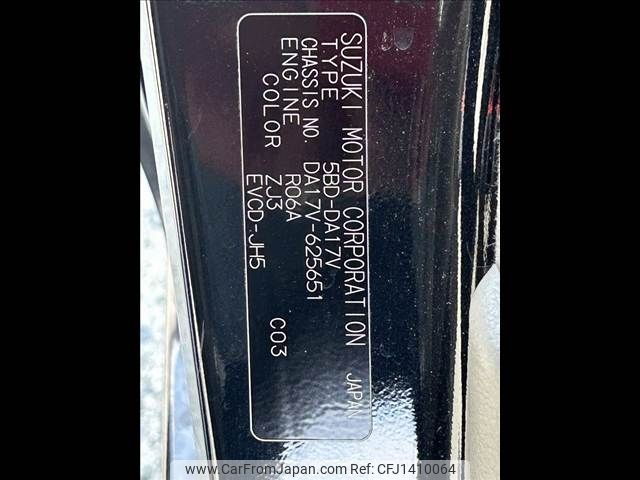 SUZUKI MOTOR CORPORATION JAPAN
TYPE 5BD-DA17V
CHASSIS NO. DA17V-625651
ENGINE R06A
COLOR ZJ3 C03
EVCD-JH5
www.CarFromJapan.com Ref: CFJ1410064